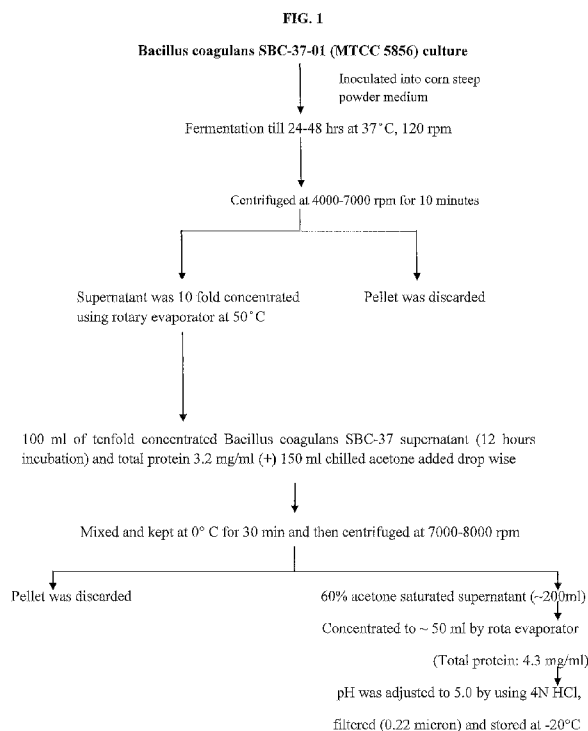 FIG. 1
Bacillus coagulans SBC-37-01 (MTCC 5856) culture
Inoculated into corn steep
powder medium
Fermentation till 24-48 hrs at 37˚C, 120 rpm
Centrifuged at 4000-7000 rpm for 10 minutes
Supernatant was 10 fold concentrated
using rotary evaporator at 50˚C
Pellet was discarded
100 ml of tenfold concentrated Bacillus coagulans SBC-37 supernatant (12 hours
incubation) and total protein 3.2 mg/ml (+) 150 ml chilled acetone added drop wise
Mixed and kept at 0° C for 30 min and then centrifuged at 7000-8000 rpm
Pellet was discarded
60% acetone saturated supernatant (~200ml)
Concentrated to ~ 50 ml by rota evaporator
(Total protein: 4.3 mg/ml)
pH was adjusted to 5.0 by using 4N HCl,
filtered (0.22 micron) and stored at -20°C